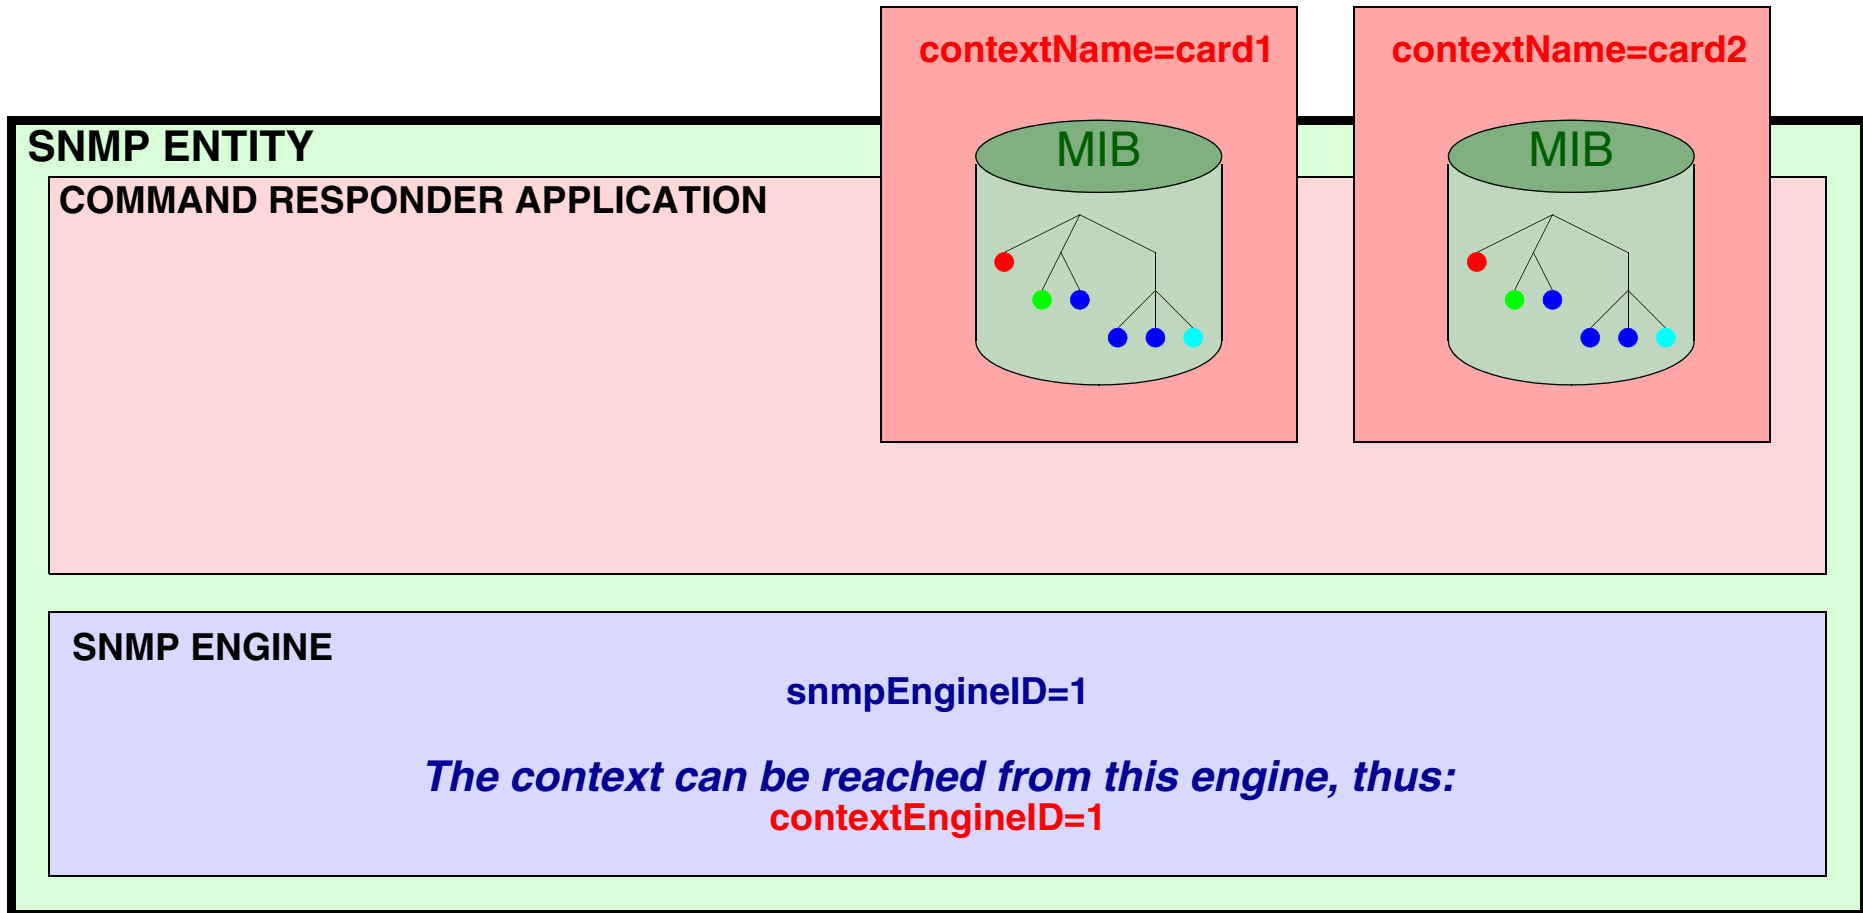 contextName=card1
contextName=card2
SNMP ENTITY
MIB
MIB
COMMAND RESPONDER APPLICATION
SNMP ENGINE
snmpEngineID=1
The context can be reached from this engine, thus:
contextEngineID=1